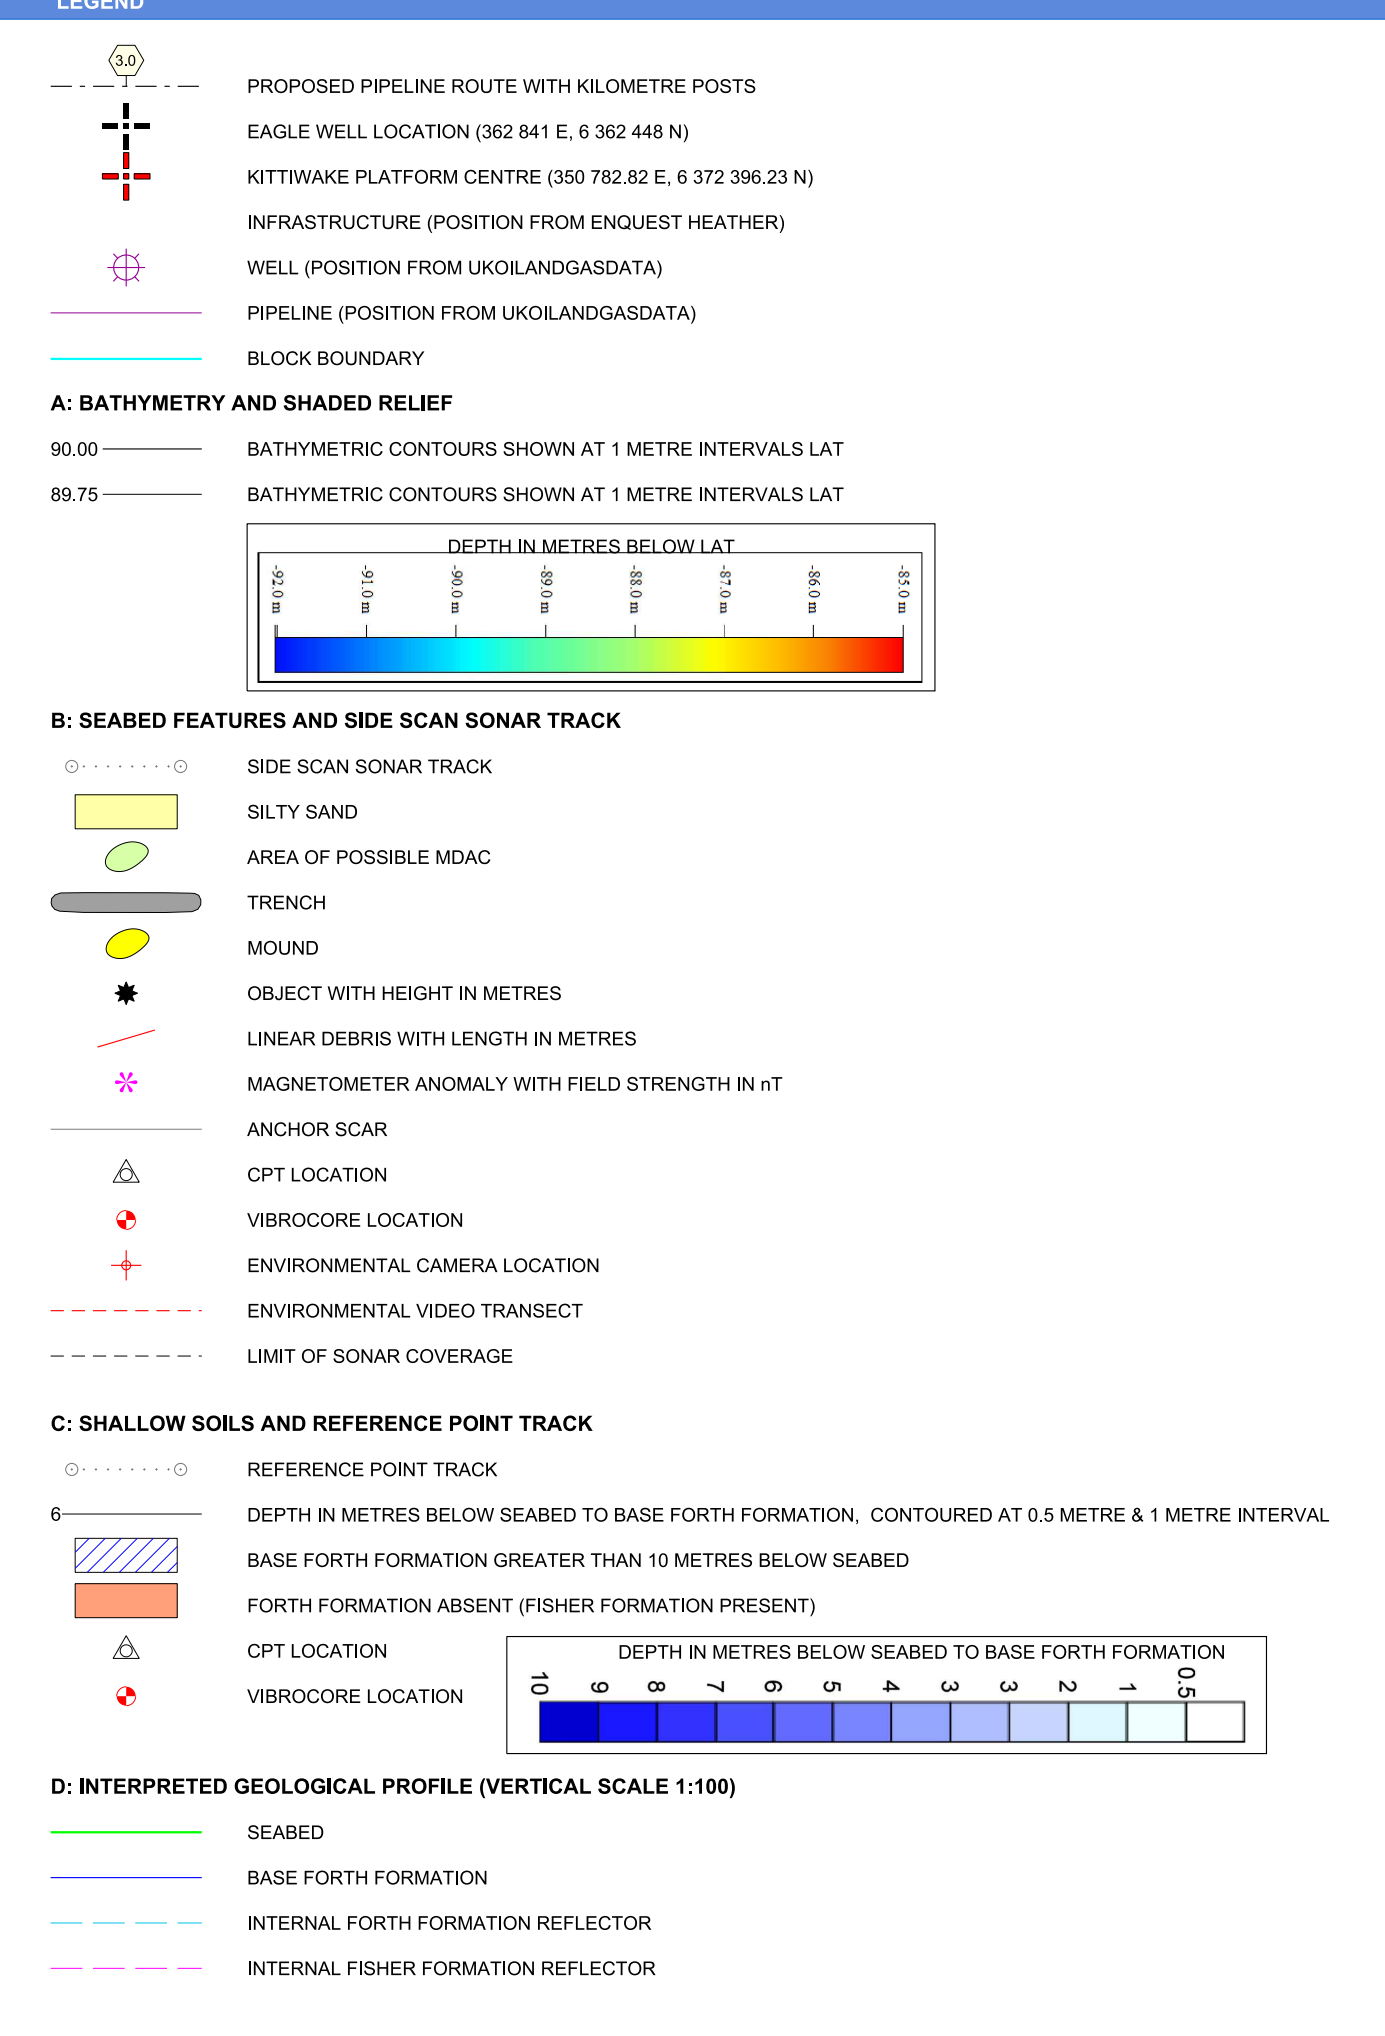 LEGEND
3.0
PROPOSED PIPELINE ROUTE WITH KILOMETRE POSTS
EAGLE WELL LOCATION (362 841 E, 6 362 448 N)
KITTIWAKE PLATFORM CENTRE (350 782.82 E, 6 372 396.23 N)
INFRASTRUCTURE (POSITION FROM ENQUEST HEATHER)
WELL (POSITION FROM UKOILANDGASDATA)
PIPELINE (POSITION FROM UKOILANDGASDATA)
BLOCK BOUNDARY
A: BATHYMETRY AND SHADED RELIEF
90.00 BATHYMETRIC CONTOURS SHOWN AT 1 METRE INTERVALS LAT
89.75 BATHYMETRIC CONTOURS SHOWN AT 1 METRE INTERVALS LAT
DEPTH IN METRES BELOW LAT
-92.0 m -91.0 m -90.0 m -89.0 m -88.0 m -87.0 m -86.0 m -85.0 m
B: SEABED FEATURES AND SIDE SCAN SONAR TRACK
SIDE SCAN SONAR TRACK
SILTY SAND
AREA OF POSSIBLE MDAC
TRENCH
MOUND
OBJECT WITH HEIGHT IN METRES
LINEAR DEBRIS WITH LENGTH IN METRES
MAGNETOMETER ANOMALY WITH FIELD STRENGTH IN nT
ANCHOR SCAR
CPT LOCATION
VIBROCORE LOCATION
ENVIRONMENTAL CAMERA LOCATION
ENVIRONMENTAL VIDEO TRANSECT
LIMIT OF SONAR COVERAGE
C: SHALLOW SOILS AND REFERENCE POINT TRACK
REFERENCE POINT TRACK
6 DEPTH IN METRES BELOW SEABED TO BASE FORTH FORMATION, CONTOURED AT 0.5 METRE & 1 METRE INTERVAL
BASE FORTH FORMATION GREATER THAN 10 METRES BELOW SEABED
FORTH FORMATION ABSENT (FISHER FORMATION PRESENT)
CPT LOCATION
VIBROCORE LOCATION
DEPTH IN METRES BELOW SEABED TO BASE FORTH FORMATION
10 9 8 7 6 5 4 3 3 2 1 0.5
D: INTERPRETED GEOLOGICAL PROFILE (VERTICAL SCALE 1:100)
SEABED
BASE FORTH FORMATION
INTERNAL FORTH FORMATION REFLECTOR
INTERNAL FISHER FORMATION REFLECTOR